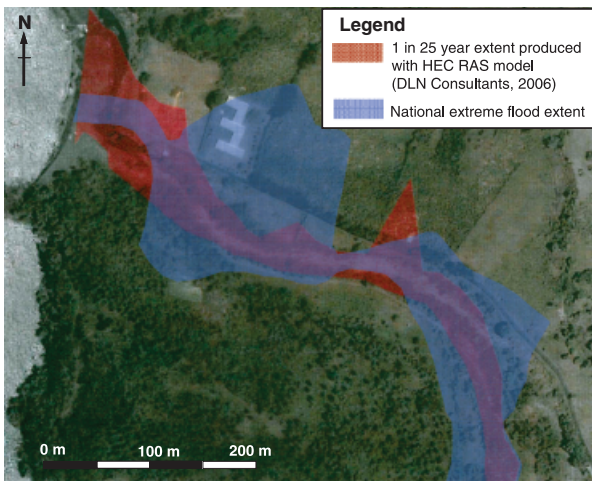 N
Legend
1 in 25 year extent produced
with HEC RAS model
(DLN Consultants, 2006)
National extreme flood extent
0 m
100 m
200 m